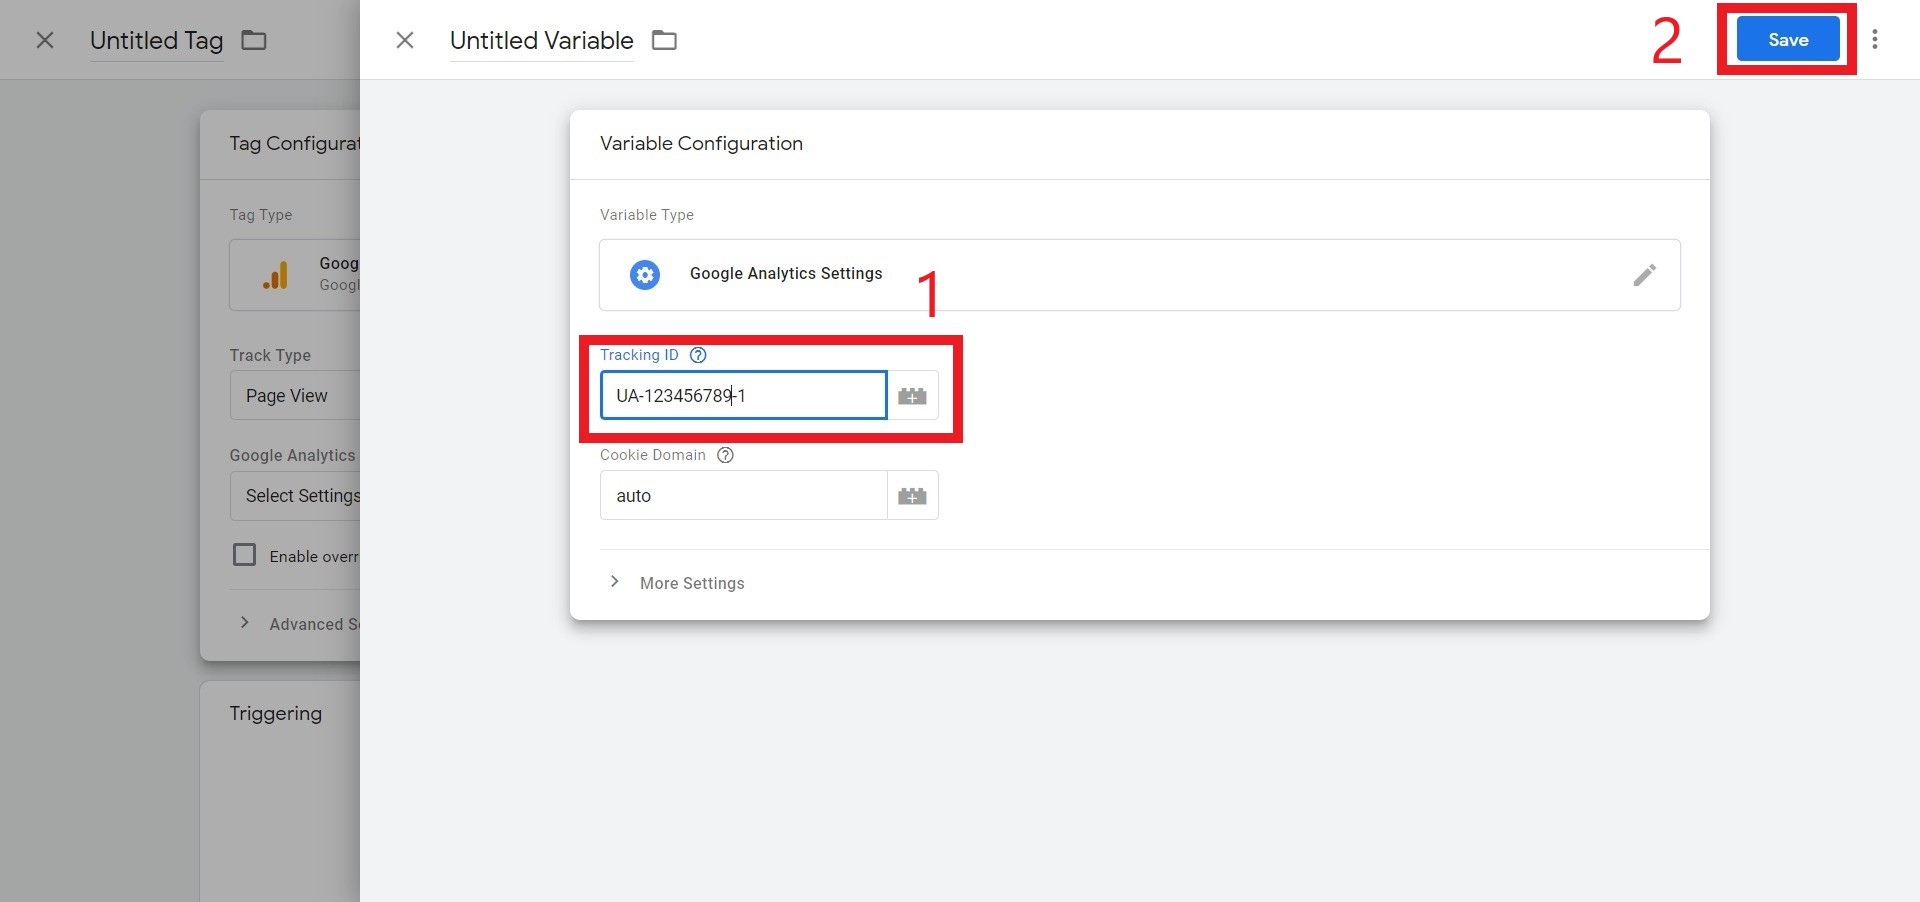 Untitled Tag
Untitled Variable
2
Save
Tag Configurat
Variable Configuration
Tag Type
Variable Type
Goog
Googl
Google Analytics Settings
1
Track Type
Tracking ID
Page View
UA-123456789-1
Google Analytics
Cookie Domain
Select Settings
auto
Enable overr
More Settings
Advanced Se
Triggering